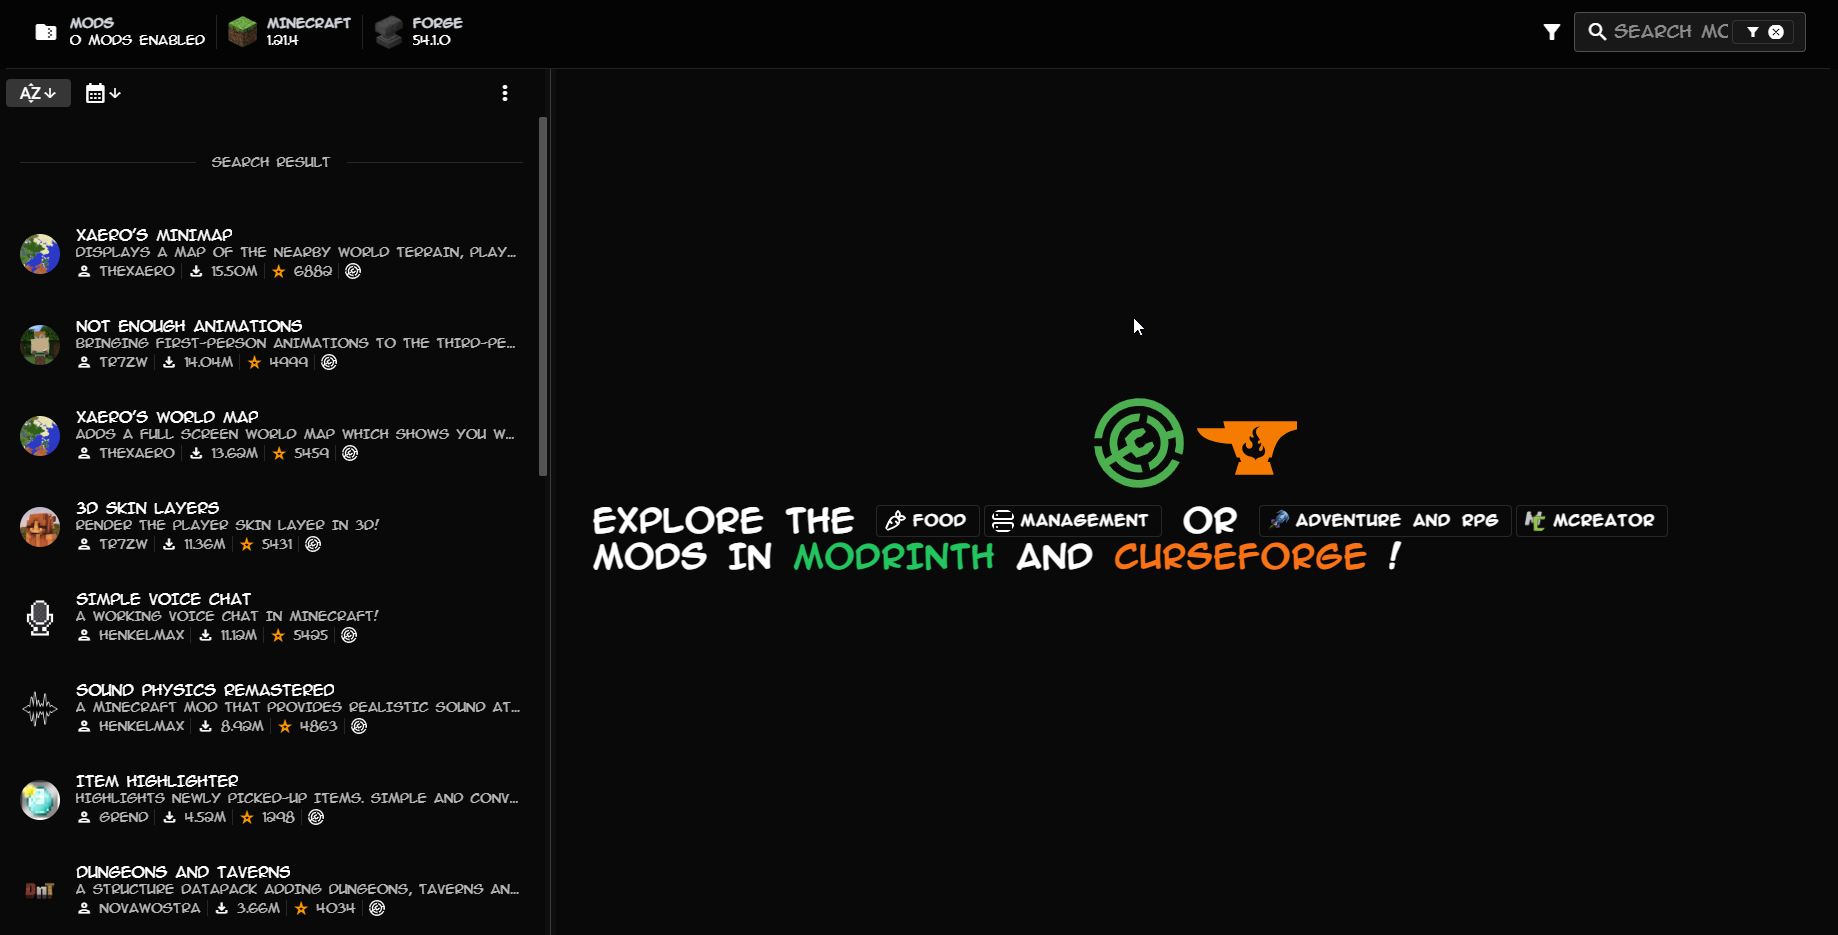 MODS
0 MODS ENABLED
MINECRAFT
1.21.4
FORGE
54.1.0
SEARCH MO
AZ
SEARCH RESULT
XAERO'S MINIMAP
DISPLAYS A MAP OF THE NEARBY WORLD TERRAIN, PLAY...
THEXAERO 15.50M 6882
NOT ENOUGH ANIMATIONS
BRINGING FIRST-PERSON ANIMATIONS TO THE THIRD-PE...
TR7ZW 14.04M 4999
XAERO'S WORLD MAP
ADDS A FULL SCREEN WORLD MAP WHICH SHOWS YOU W...
THEXAERO 13.62M 5459
3D SKIN LAYERS
RENDER THE PLAYER SKIN LAYER IN 3D!
TR7ZW 11.36M 5431
SIMPLE VOICE CHAT
A WORKING VOICE CHAT IN MINECRAFT!
HENKELMAX 11.12M 5425
SOUND PHYSICS REMASTERED
A MINECRAFT MOD THAT PROVIDES REALISTIC SOUND AT...
HENKELMAX 8.92M 4863
ITEM HIGHLIGHTER
HIGHLIGHTS NEWLY PICKED-UP ITEMS. SIMPLE AND CONV...
GREND 4.52M 1298
DnT
DUNGEONS AND TAVERNS
A STRUCTURE DATAPACK ADDING DUNGEONS, TAVERNS AN...
NOVAWOSTRA 3.66M 4034
EXPLORE THE FOOD MANAGEMENT OR ADVENTURE AND RPG MCREATOR
MODS IN MODRINTH AND CURSEFORGE !